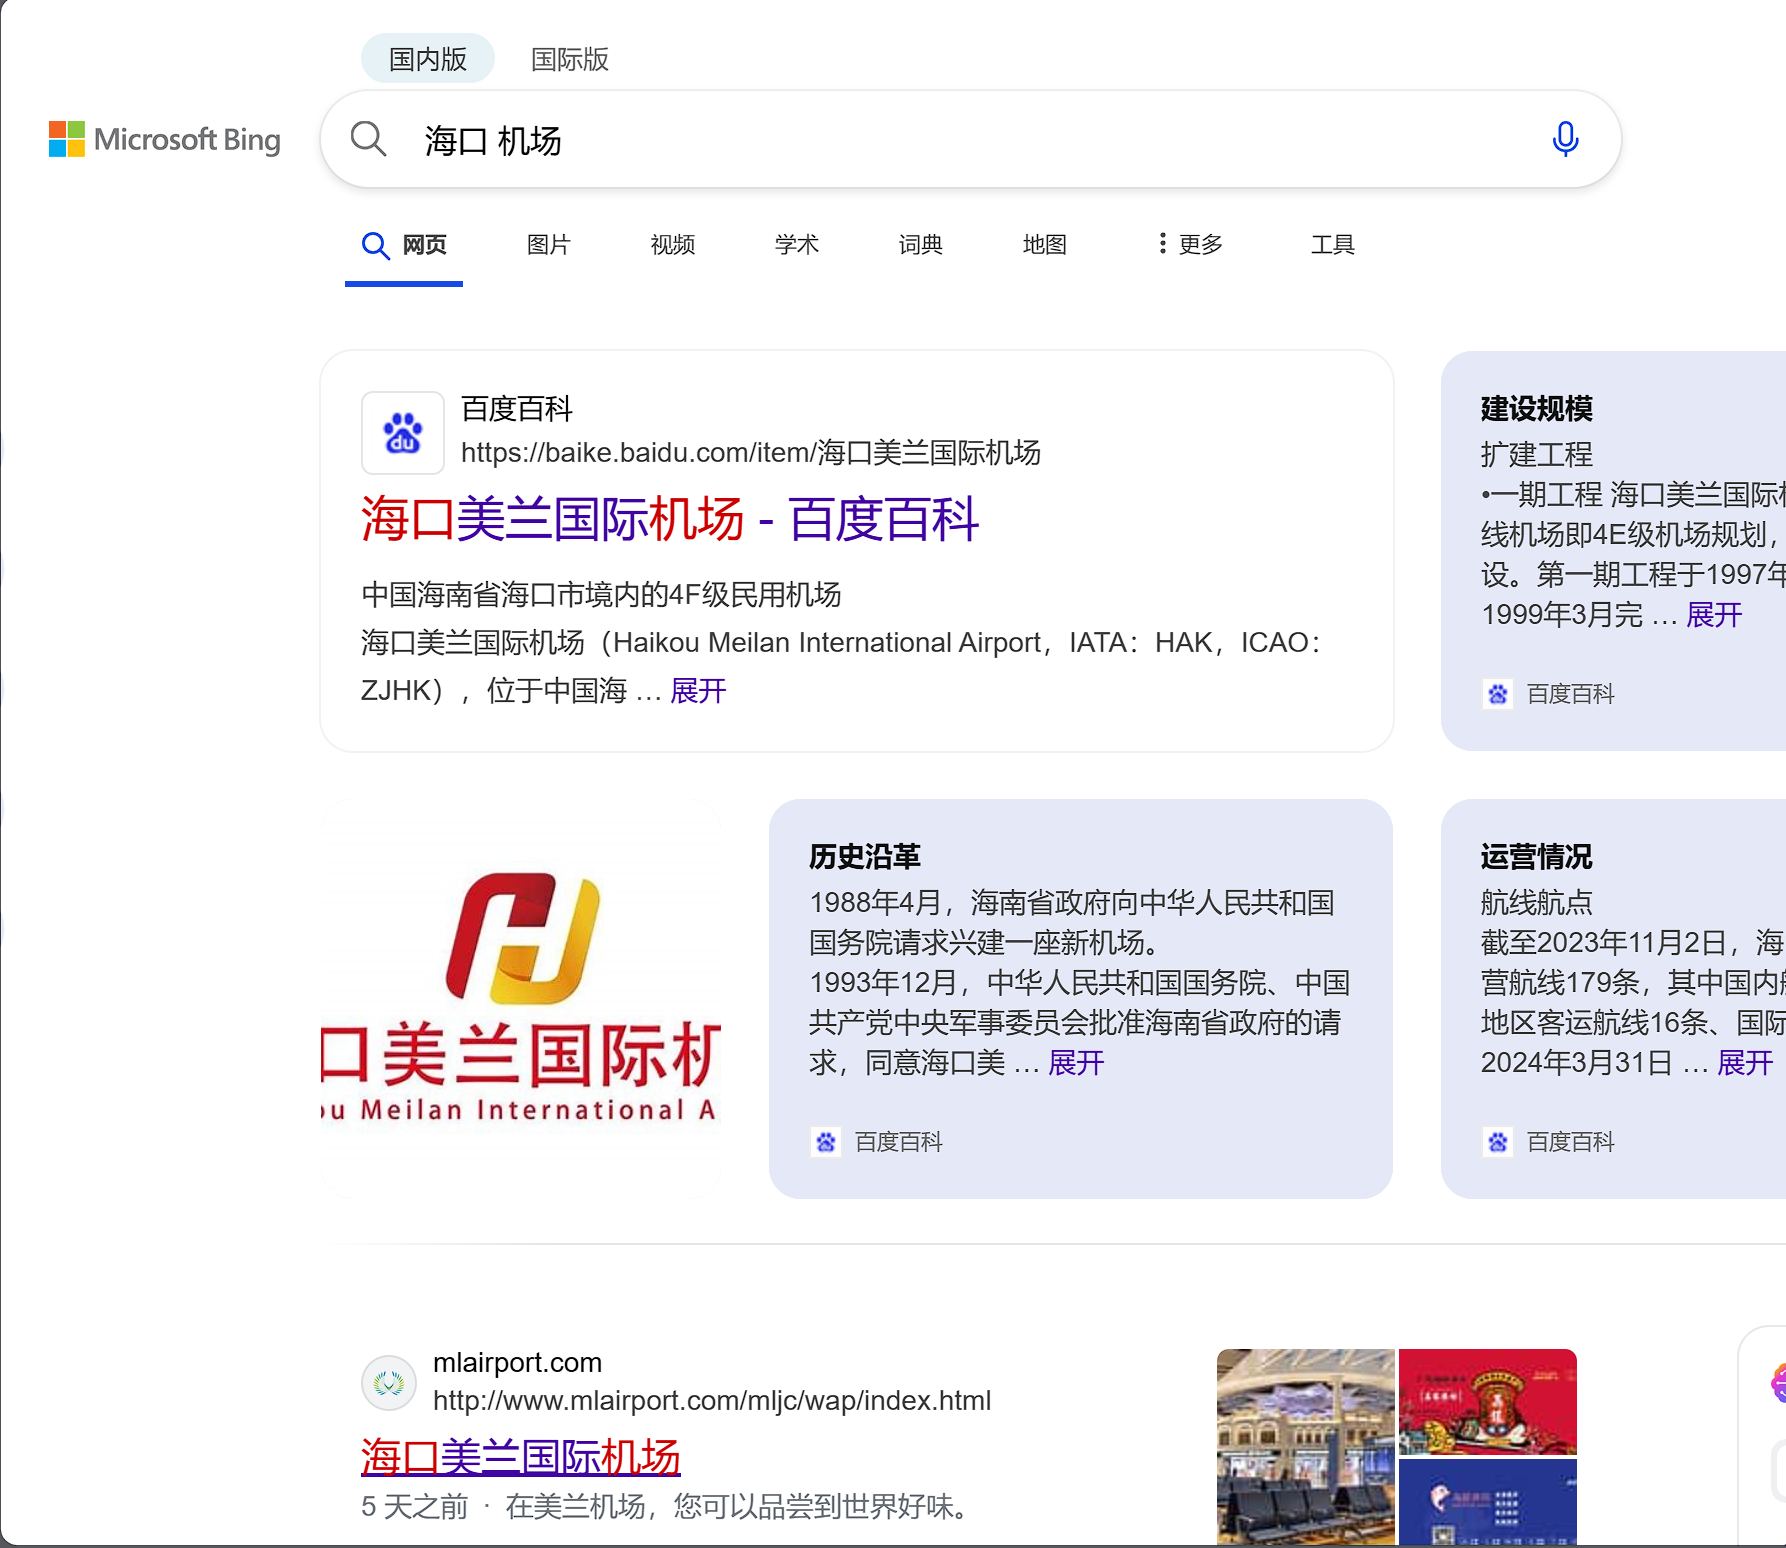 国内版 国际版
Microsoft Bing
海口 机场
网页 图片 视频 学术 词典 地图 更多 工具
百度百科
https://baike.baidu.com/item/海口美兰国际机场
海口美兰国际机场 - 百度百科
中国海南省海口市境内的4F级民用机场
海口美兰国际机场（Haikou Meilan International Airport，IATA：HAK，ICAO：
ZJHK），位于中国海 ... 展开
建设规模
扩建工程
•一期工程 海口美兰国际机
线机场即4E级机场规划，
设。第一期工程于1997年
1999年3月完 ... 展开
百度百科
口美兰国际机
ou Meilan International A
历史沿革
1988年4月，海南省政府向中华人民共和国
国务院请求兴建一座新机场。
1993年12月，中华人民共和国国务院、中国
共产党中央军事委员会批准海南省政府的请
求，同意海口美 ... 展开
百度百科
运营情况
航线航点
截至2023年11月2日，海
营航线179条，其中国内航
地区客运航线16条、国际
2024年3月31日 ... 展开
百度百科
mlairport.com
http://www.mlairport.com/mljc/wap/index.html
海口美兰国际机场
5 天之前 · 在美兰机场，您可以品尝到世界好味。